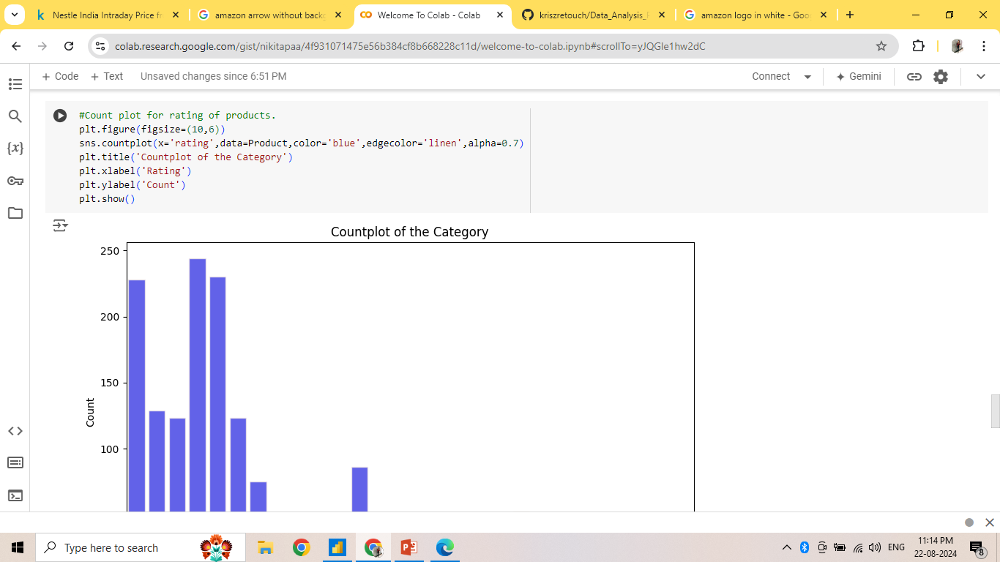 Nestle India Intraday Price fr
amazon arrow without back
Welcome To Colab - Colab
kriszretouch/Data_Analysis_
amazon logo in white - Goo
colab.research.google.com/gist/nikitapaa/4f931071475e56b384cf8b668228c11d/welcome-to-colab.ipynb#scrollTo=yJQGIe1hw2dC
+ Code + Text Unsaved changes since 6:51 PM Connect Gemini
#Count plot for rating of products.
plt.figure(figsize=(10,6))
sns.countplot(x='rating',data=Product,color='blue',edgecolor='linen',alpha=0.7)
plt.title('Countplot of the Category')
plt.xlabel('Rating')
plt.ylabel('Count')
plt.show()
Countplot of the Category
250
200
150
100
Count
Type here to search
ENG
11:14 PM
22-08-2024
8